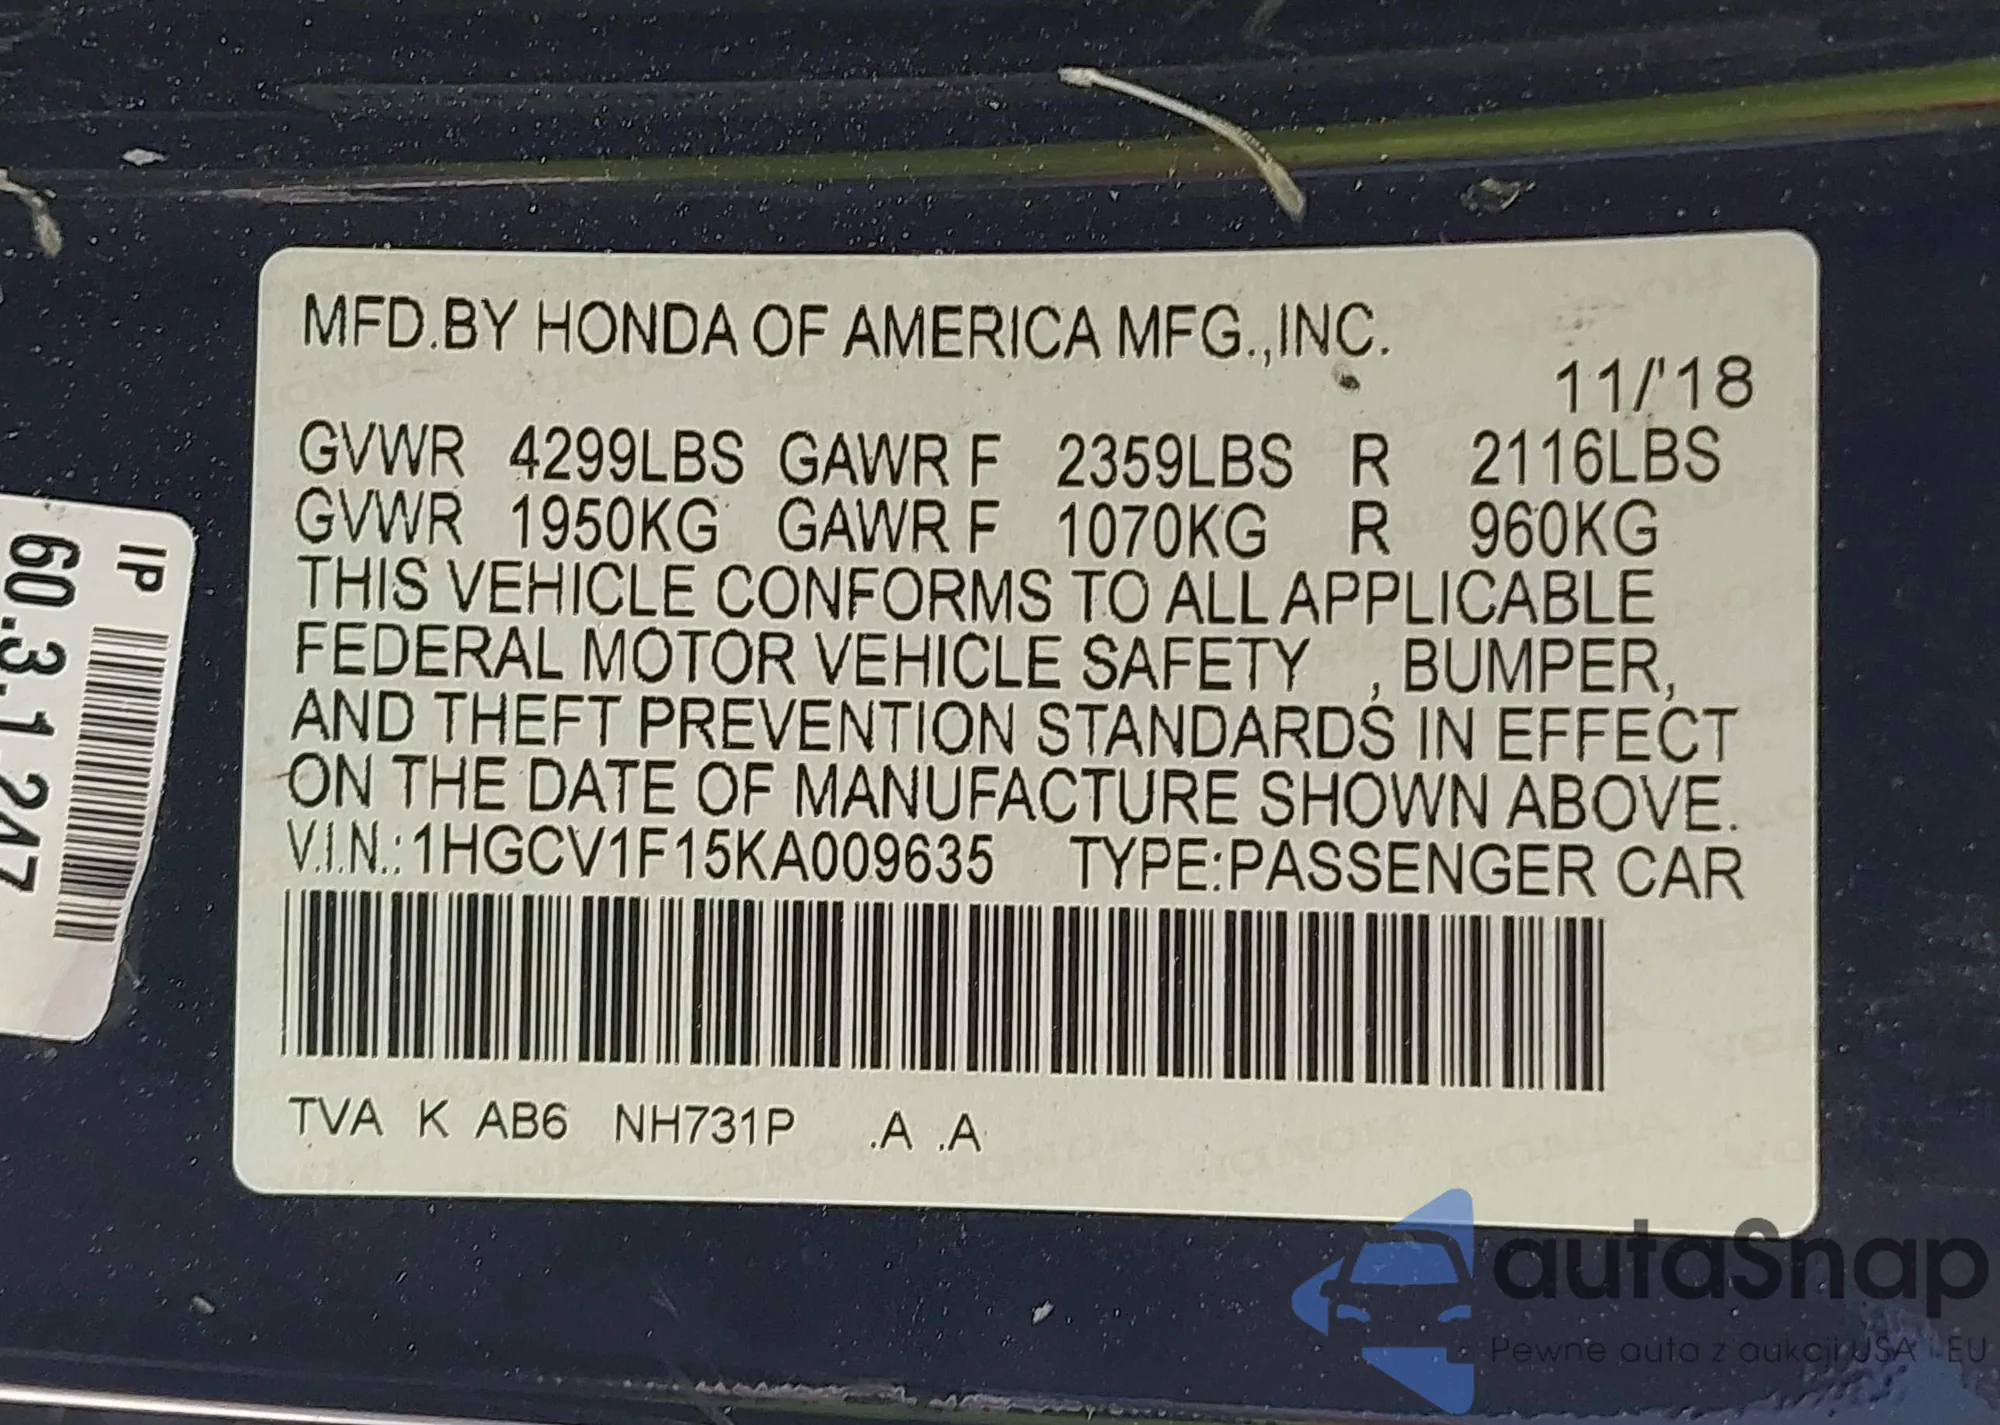 MFD.BY HONDA OF AMERICA MFG.,INC.
11/'18
GVWR 4299LBS GAWR F 2359LBS R 2116LBS
GVWR 1950KG GAWR F 1070KG R 960KG
THIS VEHICLE CONFORMS TO ALL APPLICABLE
FEDERAL MOTOR VEHICLE SAFETY , BUMPER,
AND THEFT PREVENTION STANDARDS IN EFFECT
ON THE DATE OF MANUFACTURE SHOWN ABOVE.
V.I.N.:1HGCV1F15KA009635 TYPE:PASSENGER CAR
TVA K AB6 NH731P .A .A
IP
60.3.1.247
autaSnap
Pewne auta z aukcji USA i EU